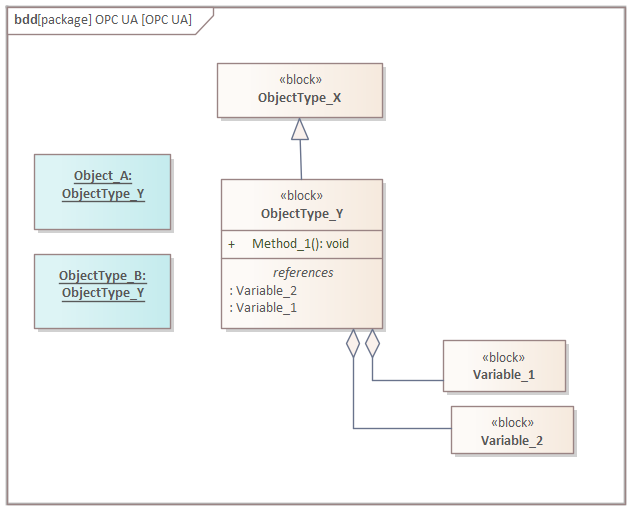 bdd[package] OPC UA [OPC UA]
«block»
ObjectType_X
Object_A:
ObjectType_Y
ObjectType_B:
ObjectType_Y
«block»
ObjectType_Y
+ Method_1(): void
references
: Variable_2
: Variable_1
«block»
Variable_1
«block»
Variable_2